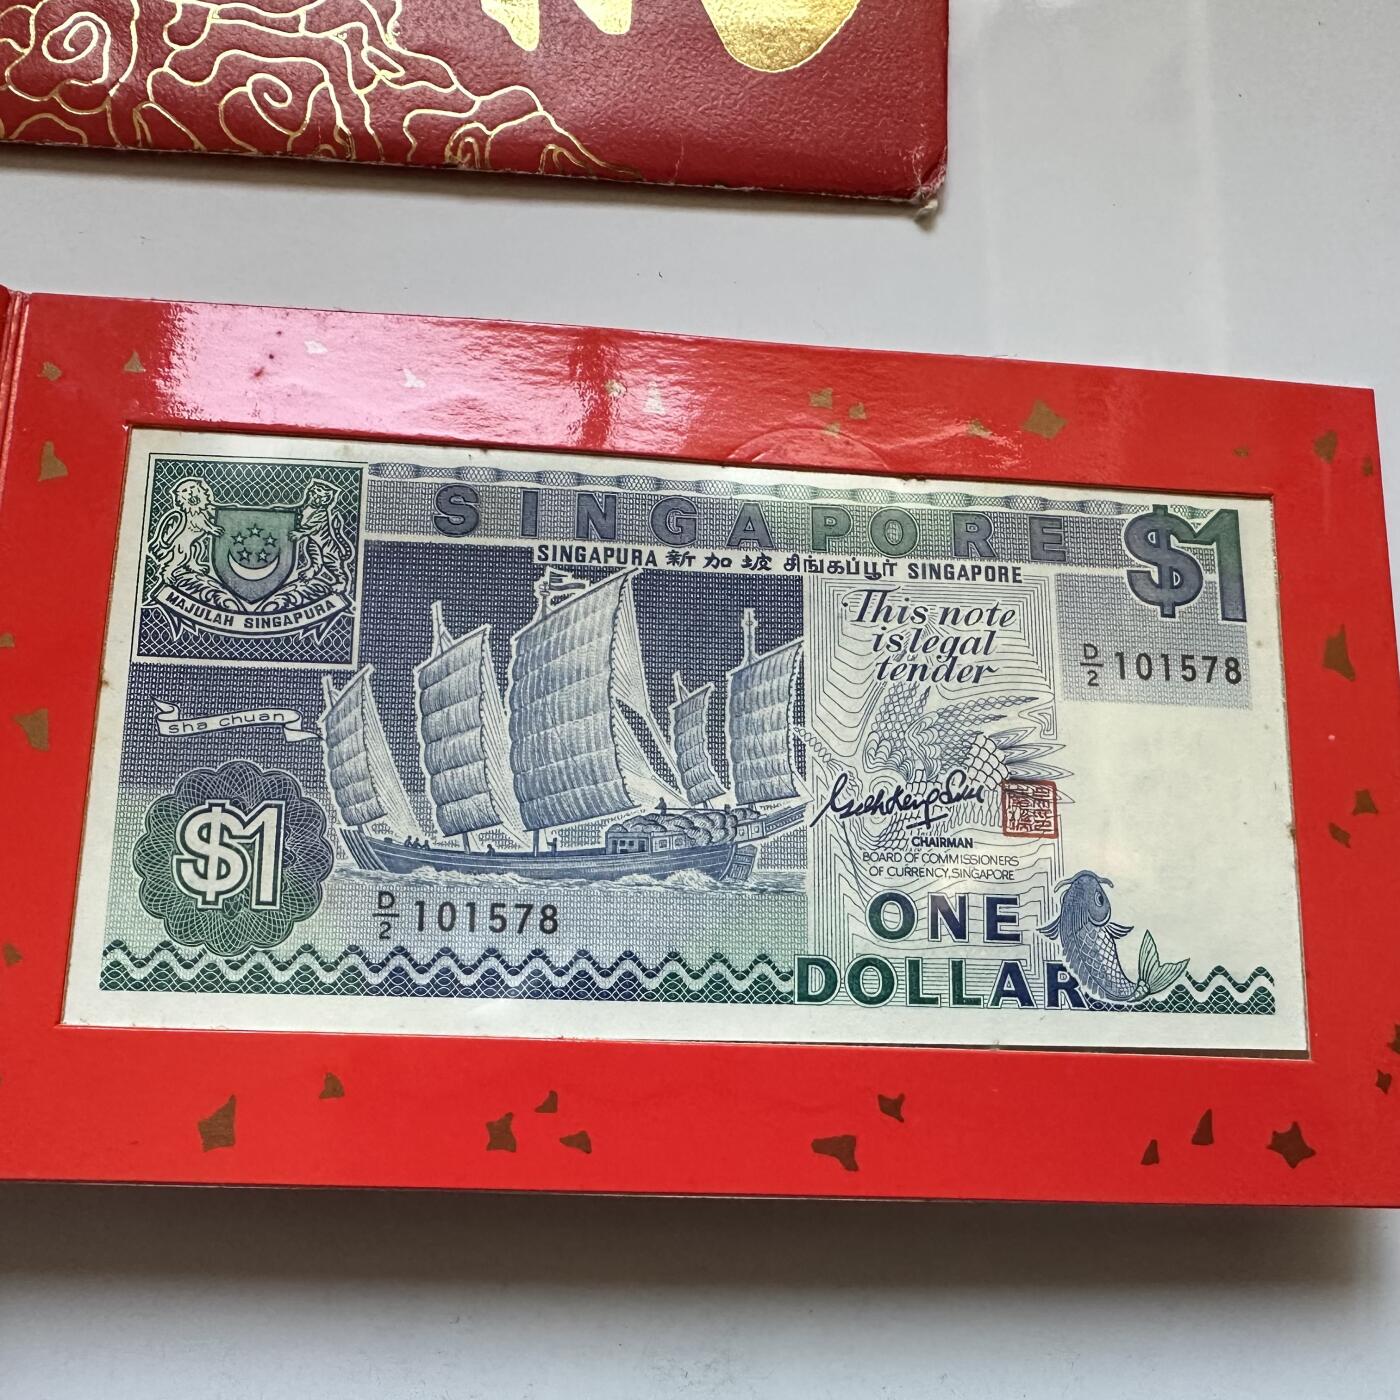 SINGAPORE
$1
SINGAPURA 新加坡 சிங்கப்பூர் SINGAPORE
MAJULAH SINGAPURA
This note
is legal
tender
D/2 101578
sha chuan
$1
CHAIRMAN
BOARD OF COMMISSIONERS
OF CURRENCY, SINGAPORE
D/2 101578
ONE
DOLLAR